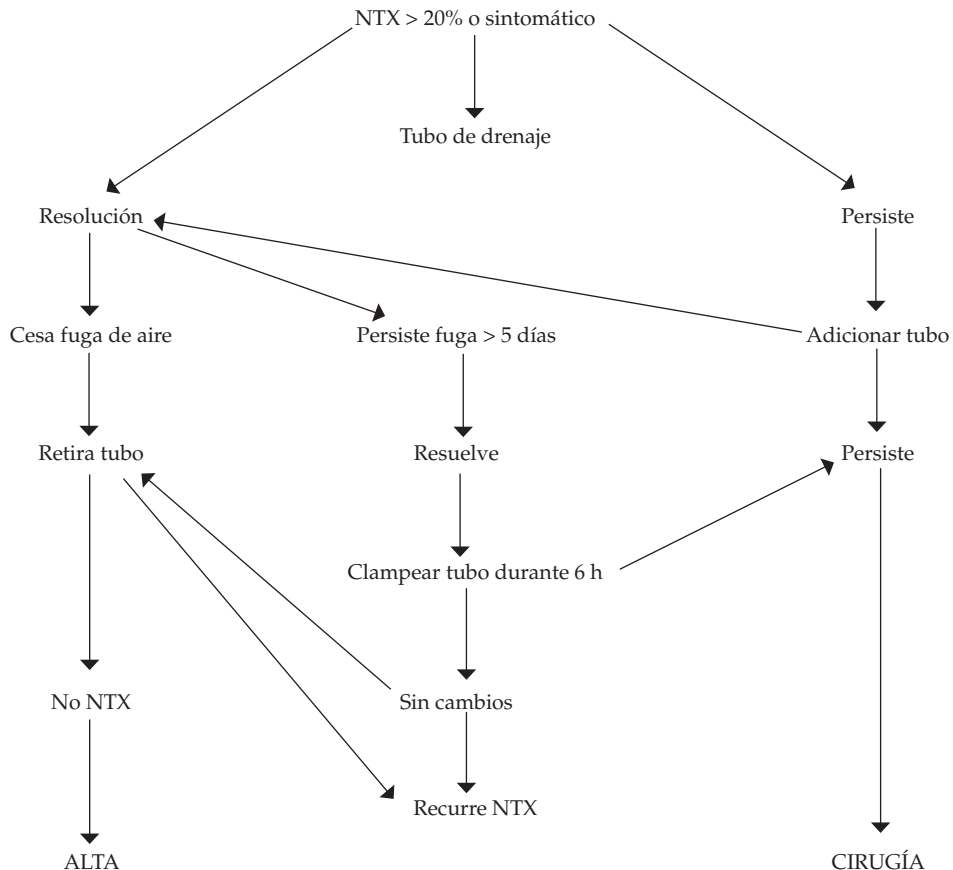 NTX > 20% o sintomático
Tubo de drenaje
Resolución
Persiste
Cesa fuga de aire
Persiste fuga > 5 días
Adicionar tubo
Retira tubo
Resuelve
Persiste
Clampear tubo durante 6 h
No NTX
Sin cambios
Recurre NTX
ALTA
CIRUGÍA